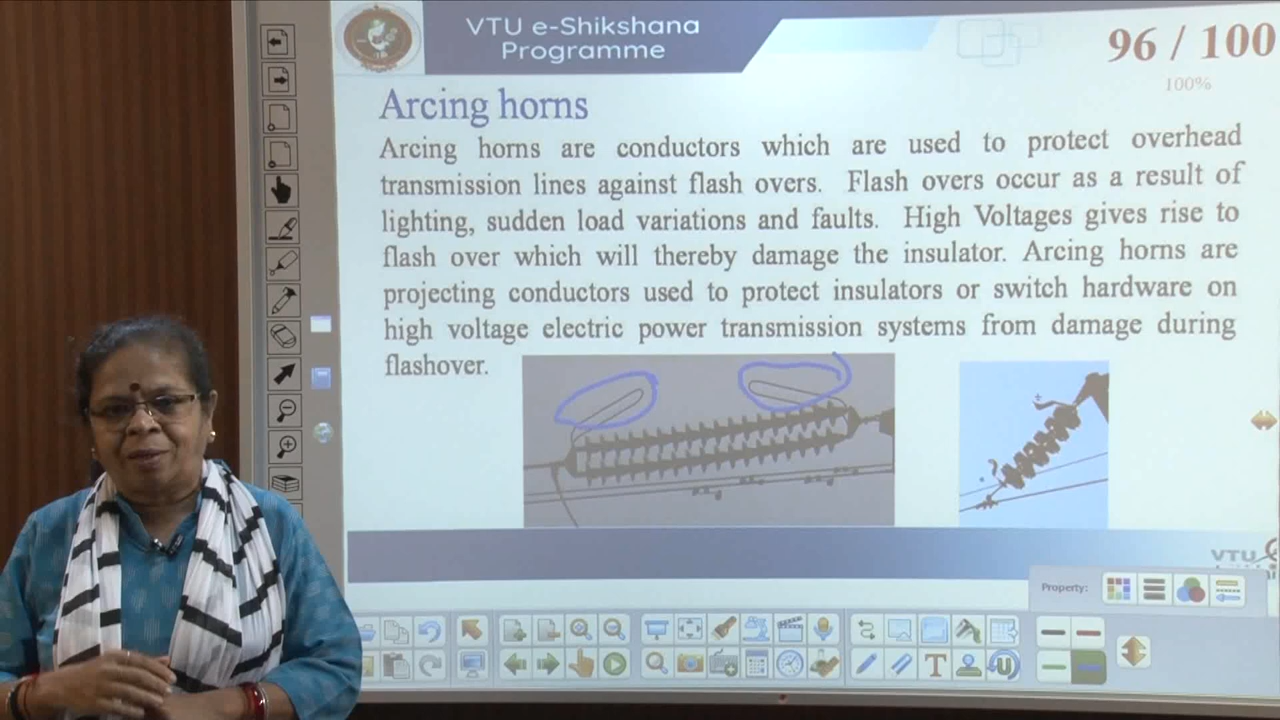 VTU e-Shikshana
Programme
96 / 100
100%
Arcing horns
Arcing horns are conductors which are used to protect overhead
transmission lines against flash overs. Flash overs occur as a result of
lighting, sudden load variations and faults. High Voltages gives rise to
flash over which will thereby damage the insulator. Arcing horns are
projecting conductors used to protect insulators or switch hardware on
high voltage electric power transmission systems from damage during
flashover.
VTU
Property: